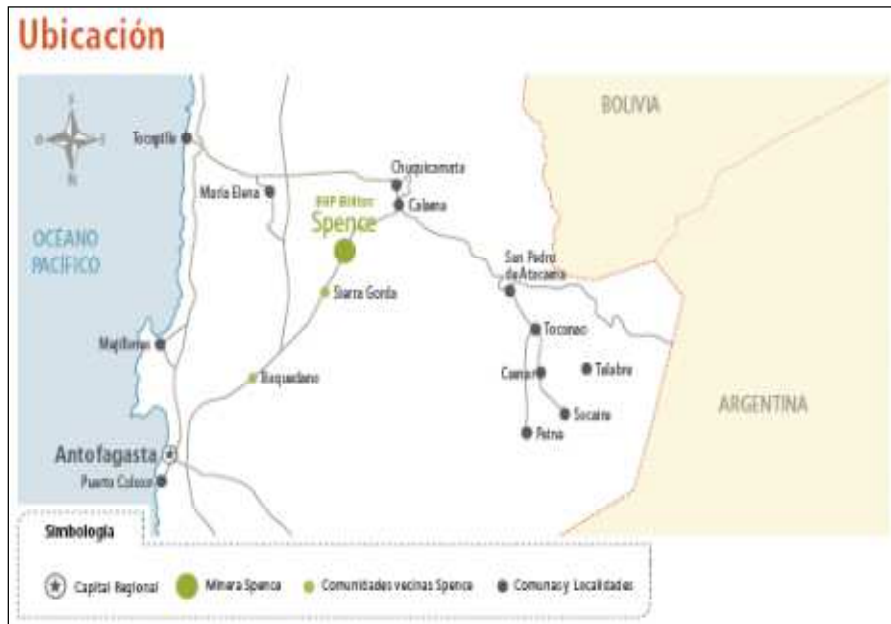 Ubicación
BOLIVIA
S
O
E
N
Tocopilla
Chuquicamata
María Elena
BHP Billiton
Spence
Calama
OCÉANO
PACÍFICO
San Pedro
de Atacama
Sierra Gorda
Mejillones
Toconao
Baquedano
Camar
Talabre
ARGENTINA
Socaire
Peine
Antofagasta
Puerto Coloso
Simbología
Capital Regional
Minera Spence
Comunidades vecinas Spence
Comunas y Localidades